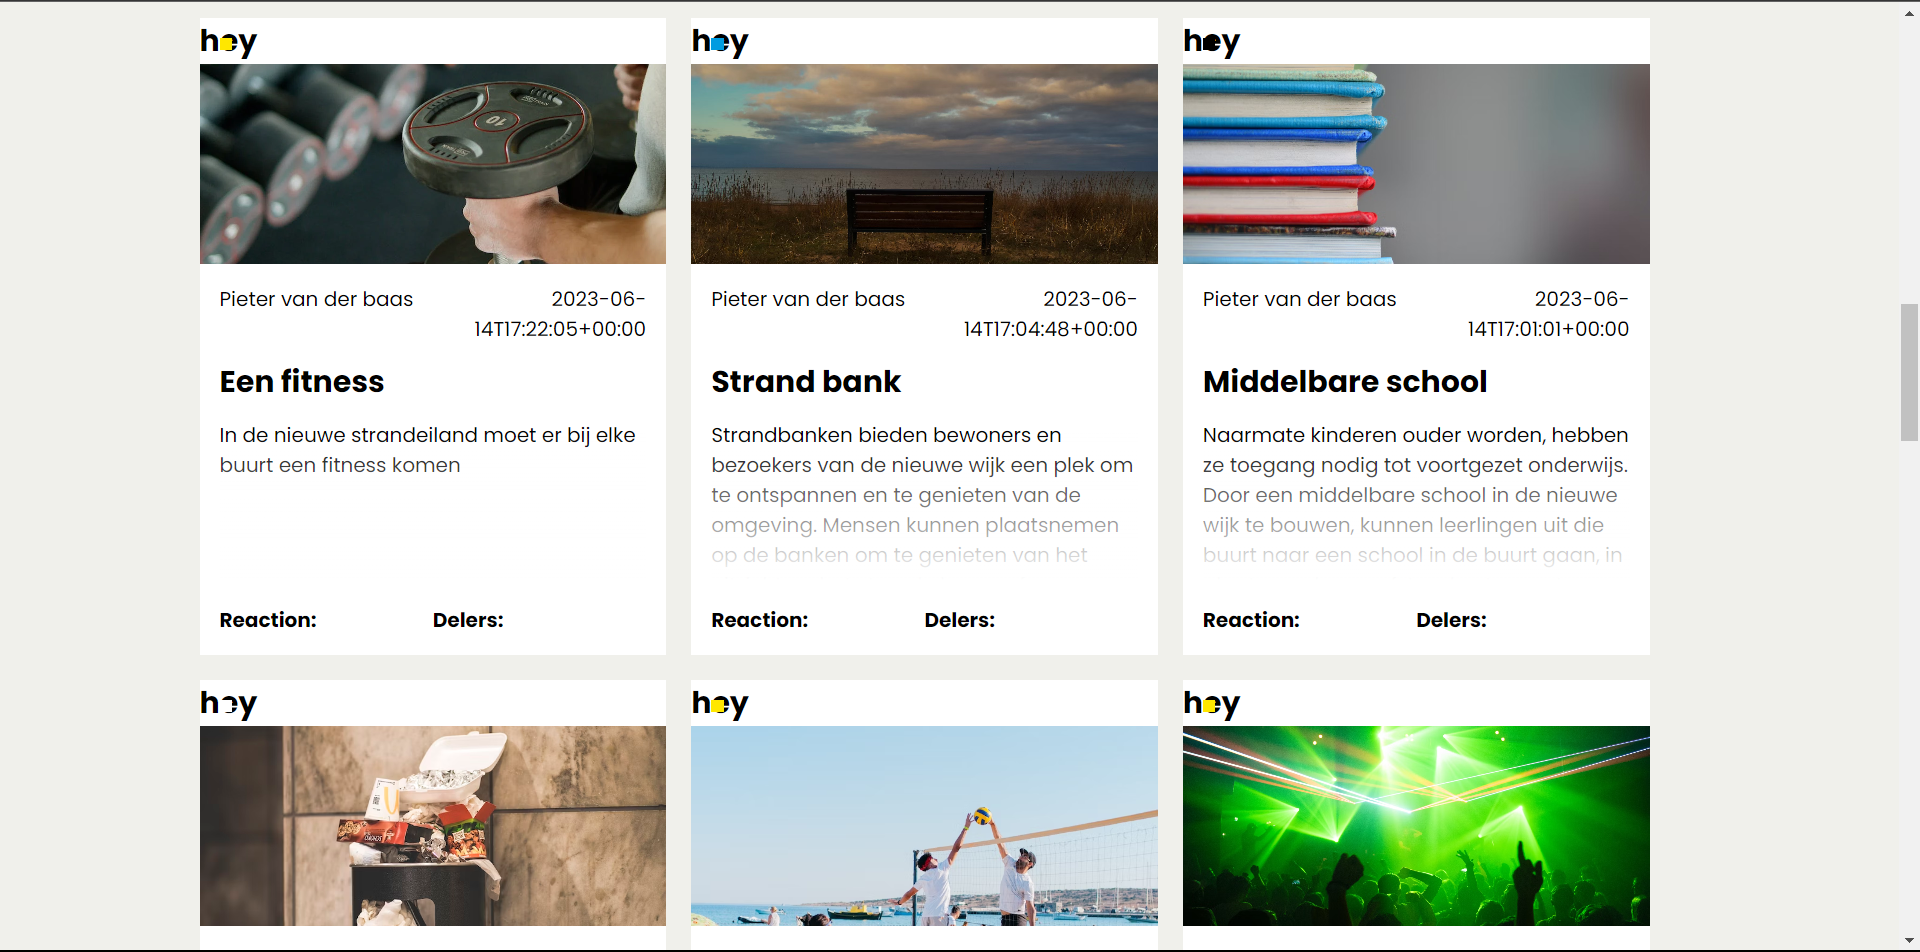 hey
hey
hey
10
Pieter van der baas
2023-06-
14T17:22:05+00:00
Pieter van der baas
2023-06-
14T17:04:48+00:00
Pieter van der baas
2023-06-
14T17:01:01+00:00
Een fitness
Strand bank
Middelbare school
In de nieuwe strandeiland moet er bij elke
buurt een fitness komen
Strandbanken bieden bewoners en
bezoekers van de nieuwe wijk een plek om
te ontspannen en te genieten van de
omgeving. Mensen kunnen plaatsnemen
op de banken om te genieten van het
Naarmate kinderen ouder worden, hebben
ze toegang nodig tot voortgezet onderwijs.
Door een middelbare school in de nieuwe
wijk te bouwen, kunnen leerlingen uit die
buurt naar een school in de buurt gaan, in
Reaction:
Delers:
Reaction:
Delers:
Reaction:
Delers:
hey
hey
hey